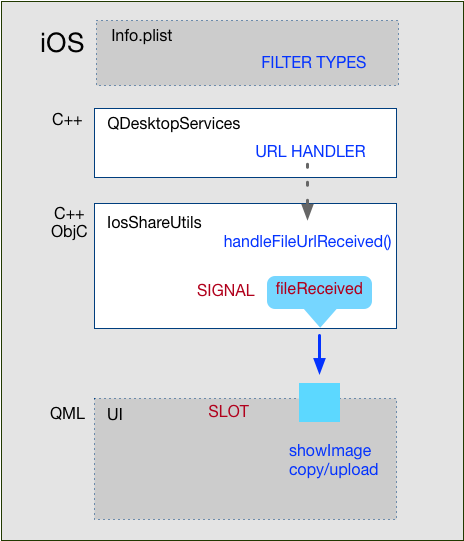 iOS
Info.plist
FILTER TYPES
C++
QDesktopServices
URL HANDLER
C++
ObjC
IosShareUtils
handleFileUrlReceived()
SIGNAL
fileReceived
QML
UI
SLOT
showImage
copy/upload